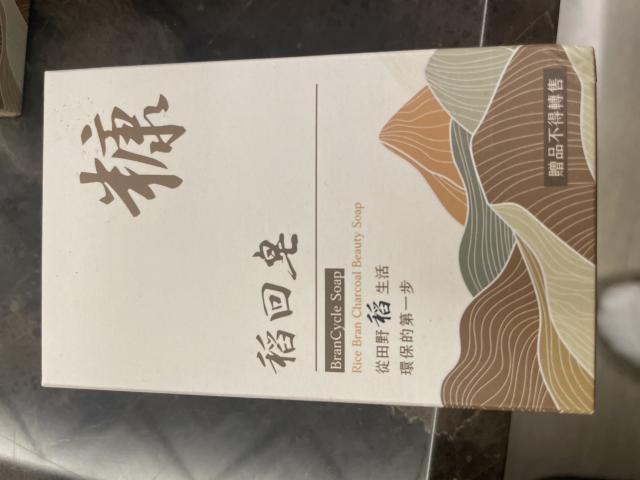 糠
稻回皂
BranCycle Soap
Rice Bran Charcoal Beauty Soap
從田野稻生活
環保的第一步
贈品不得轉售